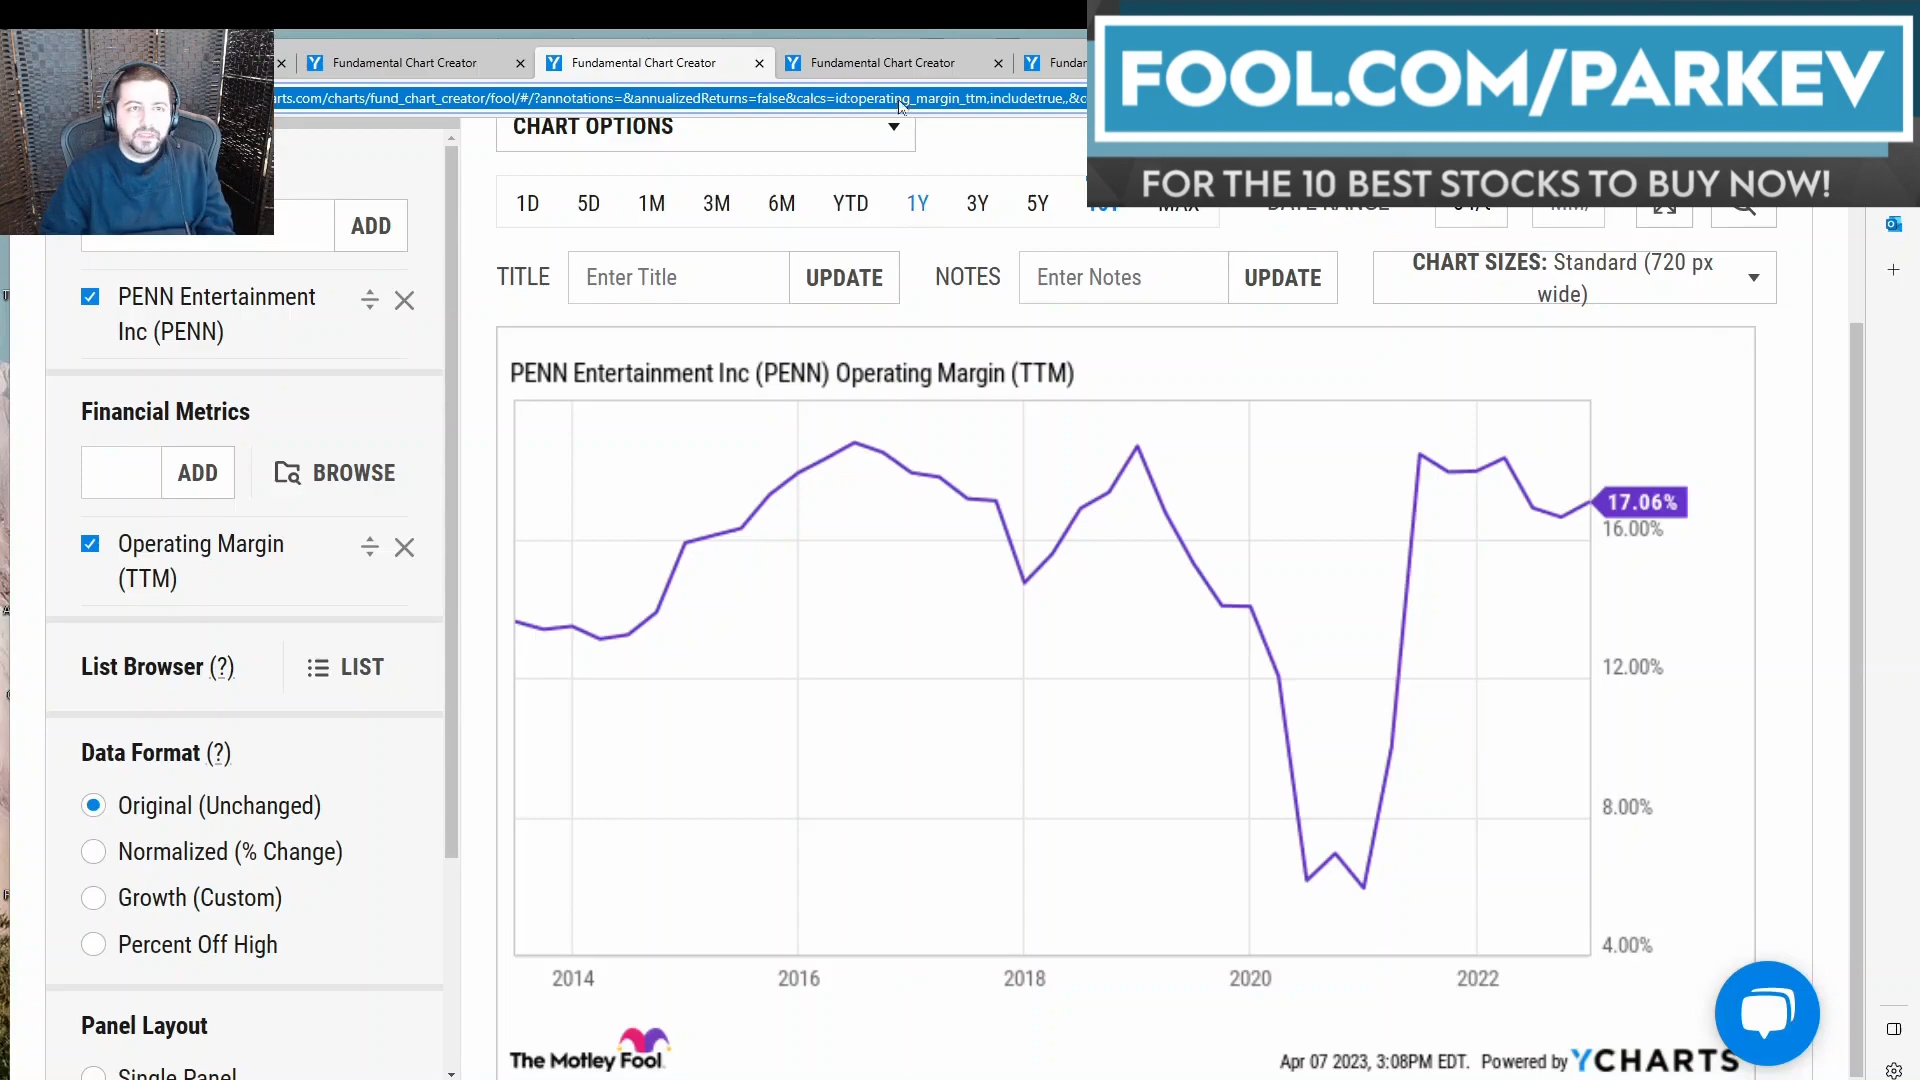 FOOL.COM/PARKEV
FOR THE 10 BEST STOCKS TO BUY NOW!
Fundamental Chart Creator
Fundamental Chart Creator
Fundamental Chart Creator
Fundar
arts.com/charts/fund_chart_creator/fool/#/?annotations=&annualizedReturns=false&calcs=id:operating_margin_ttm,include:true,,&c
CHART OPTIONS
1D 5D 1M 3M 6M YTD 1Y 3Y 5Y
TITLE Enter Title UPDATE NOTES Enter Notes UPDATE CHART SIZES: Standard (720 px
wide)
ADD
PENN Entertainment
Inc (PENN)
Financial Metrics
ADD BROWSE
Operating Margin
(TTM)
List Browser (?) LIST
Data Format (?)
Original (Unchanged)
Normalized (% Change)
Growth (Custom)
Percent Off High
Panel Layout
Single Panel
PENN Entertainment Inc (PENN) Operating Margin (TTM)
17.06%
16.00%
12.00%
8.00%
4.00%
2014 2016 2018 2020 2022
The Motley Fool
Apr 07 2023, 3:08PM EDT. Powered by YCHARTS